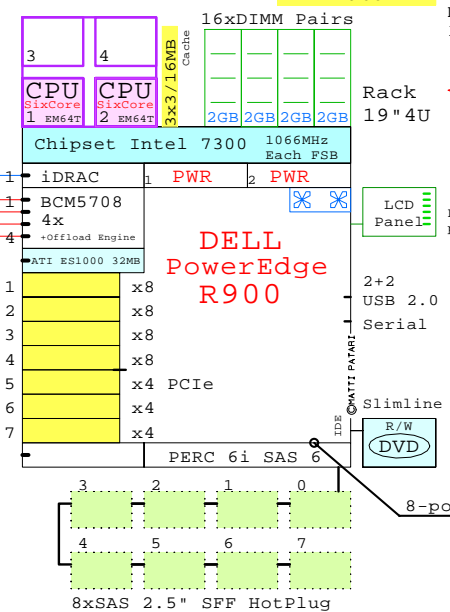 16xDIMM Pairs
3 4
3x3/16MB
Cache
CPU CPU
SixCore SixCore
1 EM64T 2 EM64T
2GB 2GB 2GB 2GB
Rack
19"4U
Chipset Intel 7300 1066MHz
Each FSB
1 iDRAC 1 PWR 2 PWR
1 BCM5708
4x
4 +Offload Engine
LCD
Panel
ATI ES1000 32MB
DELL
PowerEdge
R900
1 x8
2 x8
3 x8
4 x8
5 x4 PCIe
6 x4
7 x4
2+2
USB 2.0
Serial
©MATTI PATARI
Slimline
IDE
R/W
DVD
PERC 6i SAS 6
3 2 1 0
8-po
4 5 6 7
8xSAS 2.5" SFF HotPlug